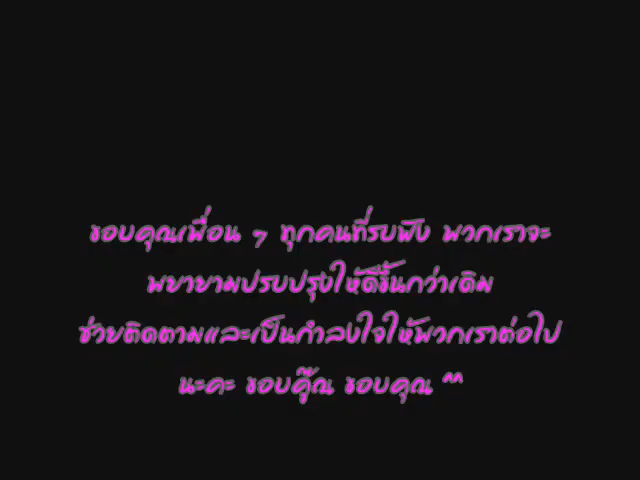 ขอบคุณเพื่อน ๆ ทุกคนที่รับฟัง พวกเราจะ
พยายามปรับปรุงให้ดีขึ้นกว่าเดิม
ช่วยติดตามและเป็นกำลังใจให้พวกเราต่อไป
นะคะ ขอบคู๊ณ ขอบคุณ ^^